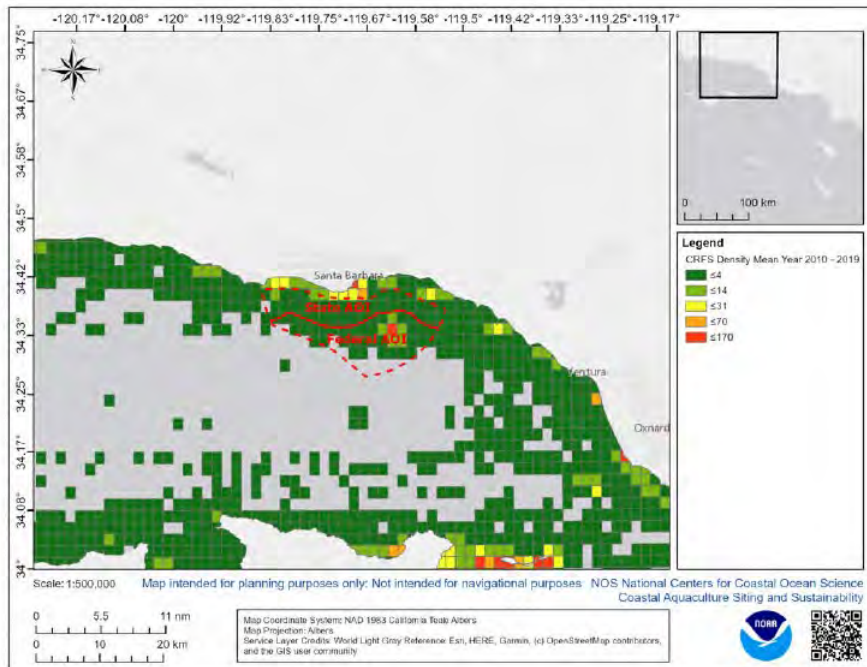 -120.17° -120.08° -120° -119.92° -119.83° -119.75° -119.67° -119.58° -119.5° -119.42° -119.33° -119.25° -119.17°
34.75°
34.67°
34.58°
34.5°
34.42°
34.33°
34.25°
34.17°
34.08°
34°
Santa Barbara
State AOI
Federal AOI
Ventura
Oxnard
0 100 km
Legend
CRFS Density Mean Year 2010 - 2019
≤4
≤14
≤31
≤70
≤170
Scale: 1:500,000
Map intended for planning purposes only: Not intended for navigational purposes
NOS National Centers for Coastal Ocean Science
Coastal Aquaculture Siting and Sustainability
0 5.5 11 nm
0 10 20 km
Map Coordinate System: NAD 1983 California Teale Albers
Map Projection: Albers
Service Layer Credits: World Light Gray Reference: Esri, HERE, Garmin, (c) OpenStreetMap contributors,
and the GIS user community
NOAA